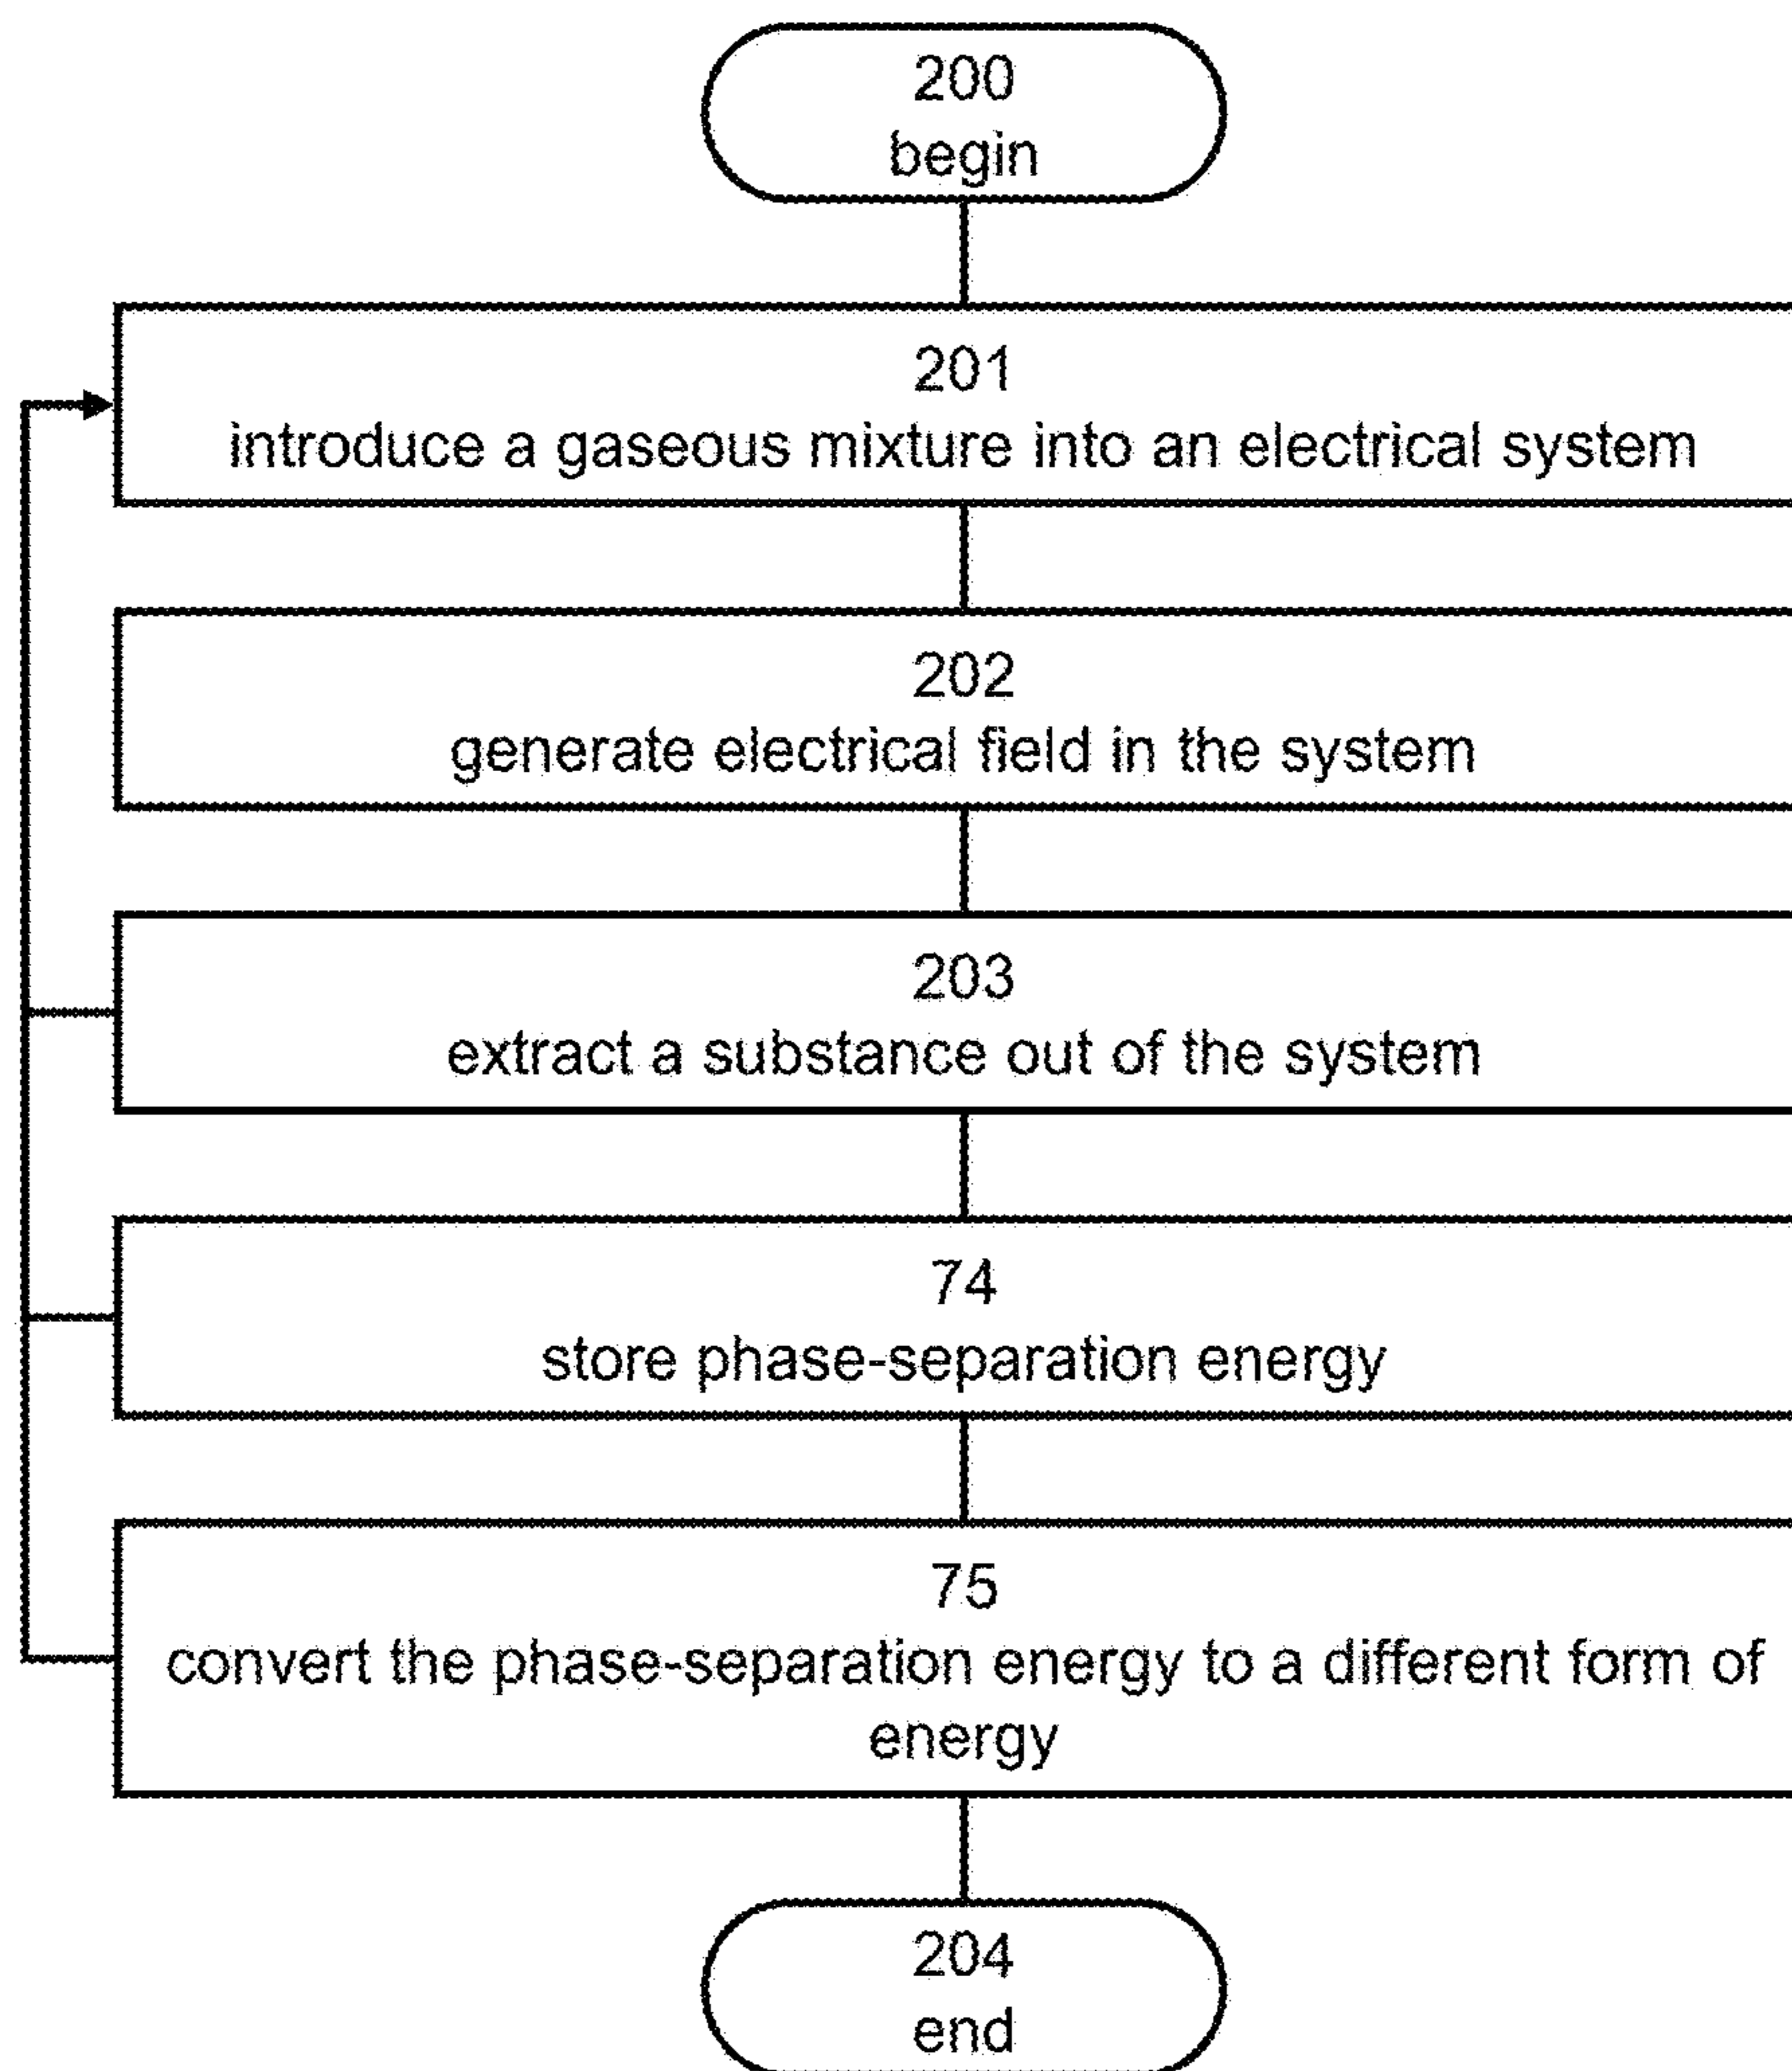 200
begin
201
introduce a gaseous mixture into an electrical system
202
generate electrical field in the system
203
extract a substance out of the system
74
store phase-separation energy
75
convert the phase-separation energy to a different form of
energy
204
end